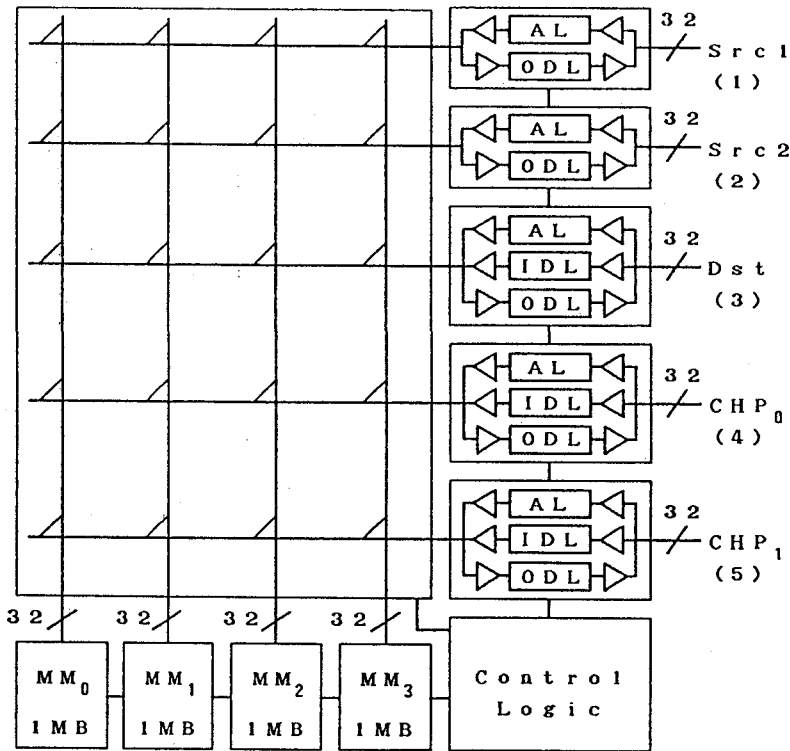 32
AL
ODL
Src1
(1)
32
AL
ODL
Src2
(2)
32
AL
IDL
ODL
Dst
(3)
32
AL
IDL
ODL
CHP0
(4)
32
AL
IDL
ODL
CHP1
(5)
32 32 32 32
MM0 MM1 MM2 MM3
1MB 1MB 1MB 1MB
Control
Logic